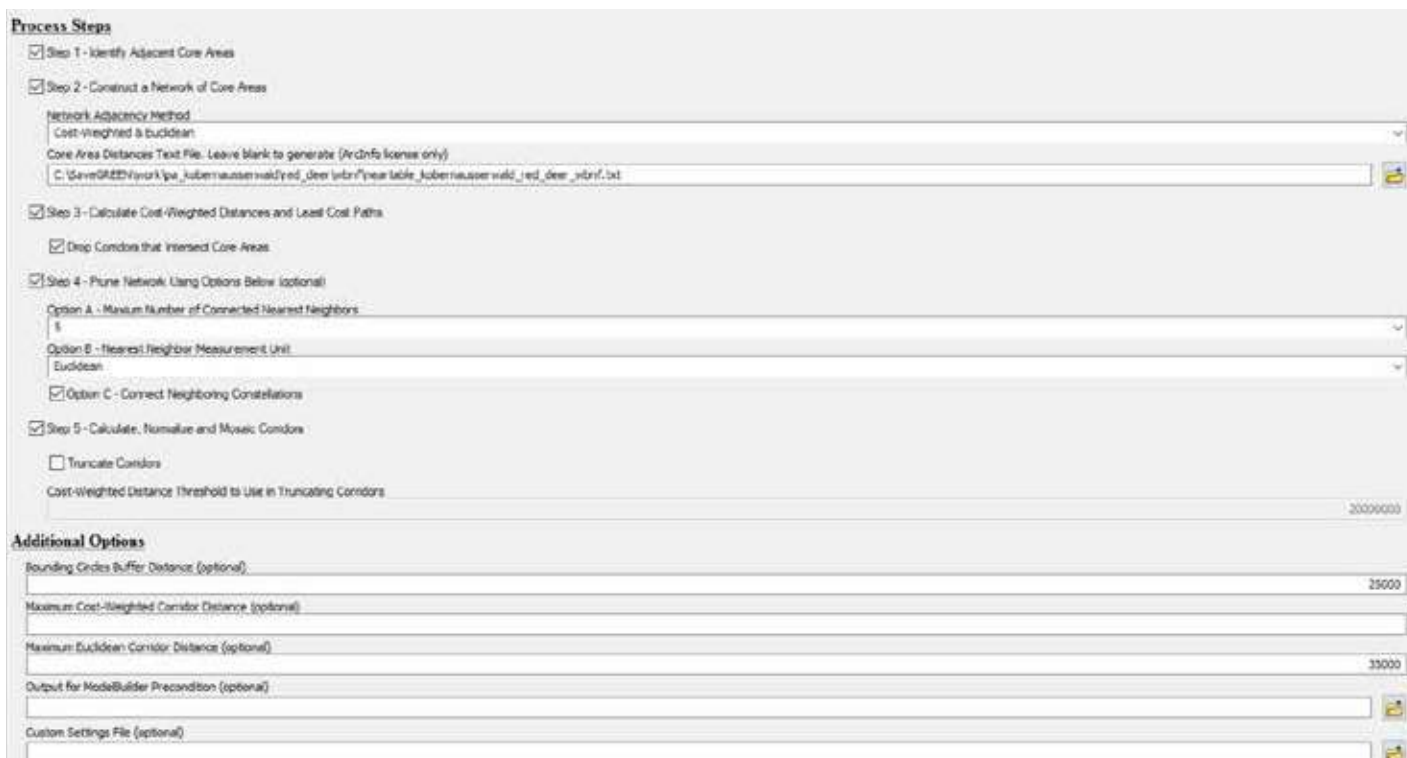 Process Steps
Step 1 - Identify Adjacent Core Areas
Step 2 - Construct a Network of Core Areas
Network Adjacency Method
Cost-Weighted & Euclidean
Core Area Distances Text File. Leave blank to generate (ArcInfo license only)
Step 3 - Calculate Cost-Weighted Distances and Least Cost Paths
Drop Corridors that Intersect Core Areas
Step 4 - Prune Network Using Options Below (optional)
Option A - Maxium Number of Connected Nearest Neighbors
Option B - Nearest Neighbor Measurement Unit
Euclidean
Option C - Connect Neighboring Constellations
Step 5 - Calculate, Normalize and Mosaic Corridors
Truncate Corridors
Cost-Weighted Distance Threshold to Use in Truncating Corridors
20000000
Additional Options
Bounding Circles Buffer Distance (optional)
25000
Maximum Cost-Weighted Corridor Distance (optional)
Maximum Euclidean Corridor Distance (optional)
35000
Output for ModelBuilder Precondition (optional)
Custom Settings File (optional)